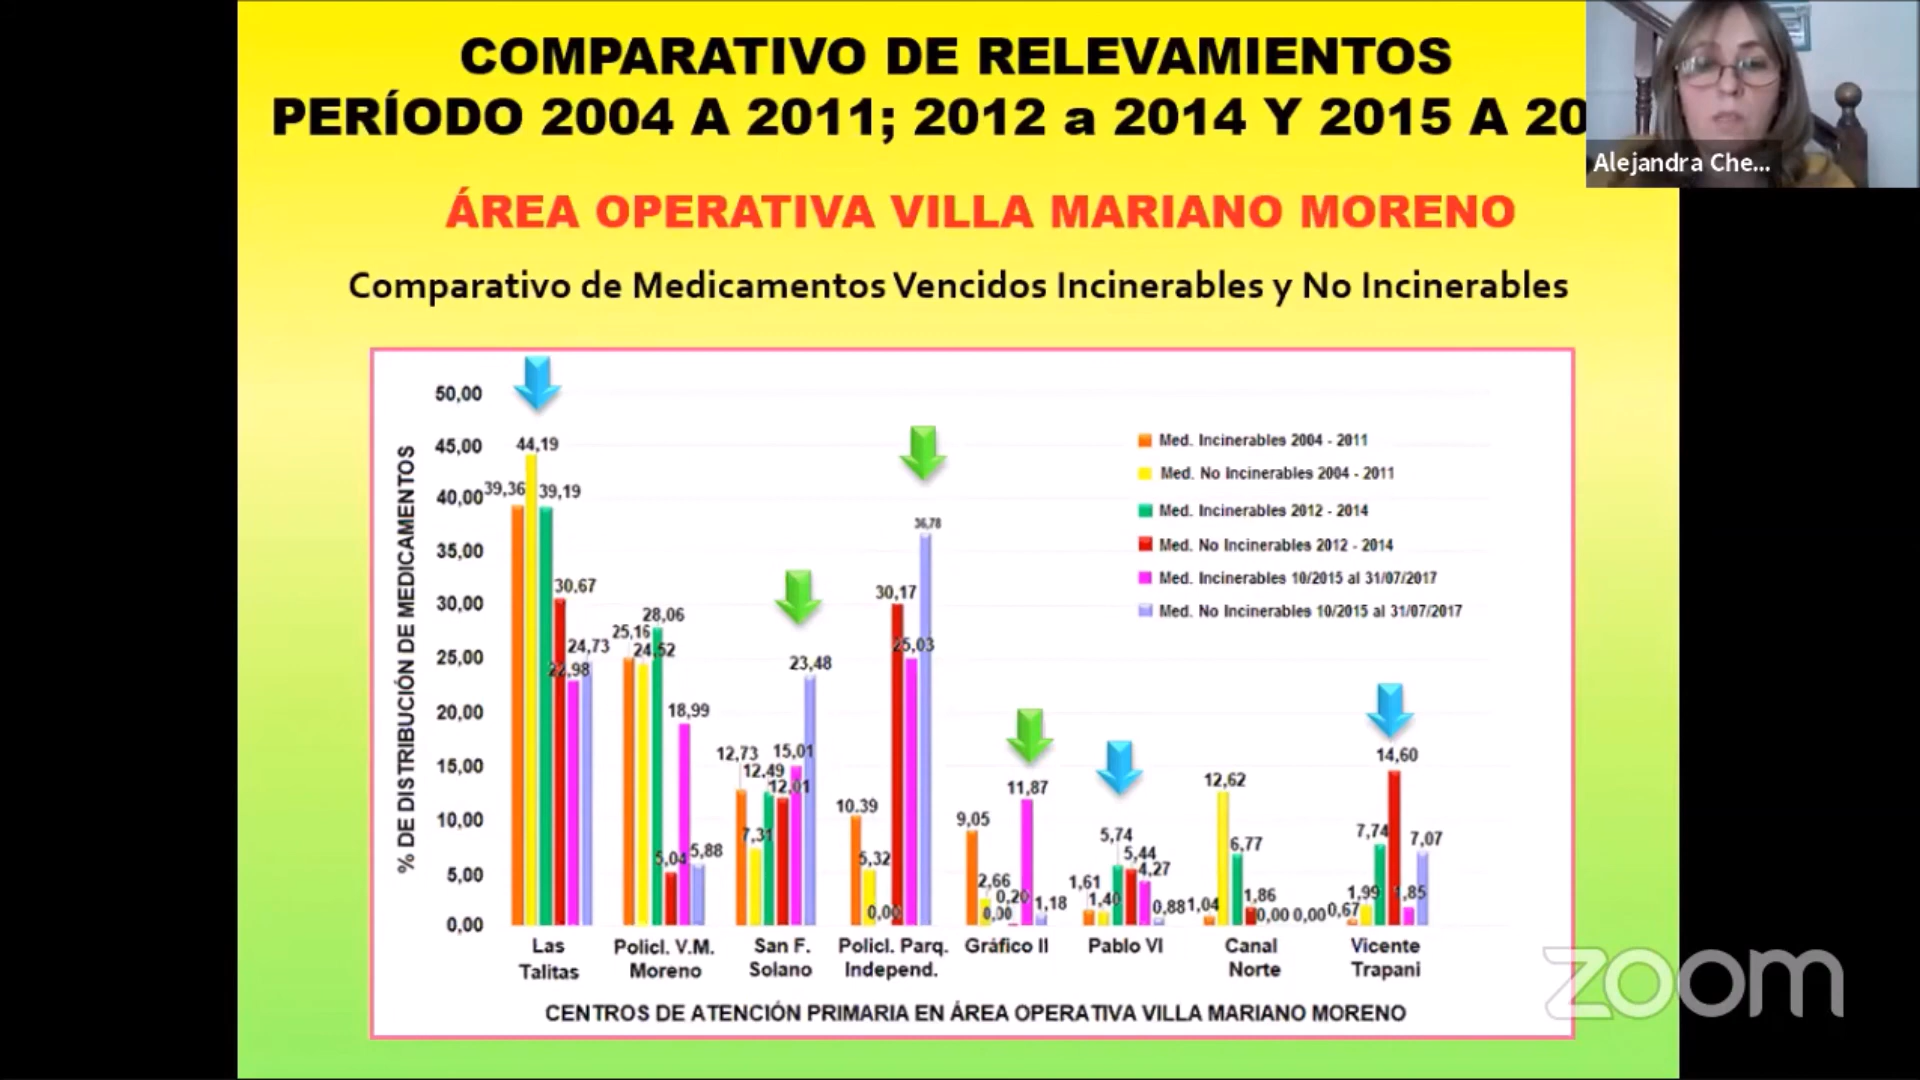 COMPARATIVO DE RELEVAMIENTOS
PERÍODO 2004 A 2011; 2012 a 2014 Y 2015 A 20
Alejandra Che...
ÁREA OPERATIVA VILLA MARIANO MORENO
Comparativo de Medicamentos Vencidos Incinerables y No Incinerables
% DE DISTRIBUCIÓN DE MEDICAMENTOS
50,00
45,00
40,00
35,00
30,00
25,00
20,00
15,00
10,00
5,00
0,00
39,36 44,19 39,19 30,67 22,98 24,73
25,16 24,52 28,06 5,04 18,99 5,88
12,73 7,31 12,49 12,01 15,01 23,48
10.39 5,32 0,00 30,17 25,03 36,78
9,05 2,66 0,00 0,20 11,87 1,18
1,61 1,40 5,74 5,44 4,27 0,88
1,04 12,62 6,77 1,86 0,00 0,00
0,67 1,99 7,74 14,60 1,85 7,07
Med. Incinerables 2004 - 2011
Med. No Incinerables 2004 - 2011
Med. Incinerables 2012 - 2014
Med. No Incinerables 2012 - 2014
Med. Incinerables 10/2015 al 31/07/2017
Med. No Incinerables 10/2015 al 31/07/2017
Las Talitas
Policl. V.M. Moreno
San F. Solano
Policl. Parq. Independ.
Gráfico II
Pablo VI
Canal Norte
Vicente Trapani
CENTROS DE ATENCIÓN PRIMARIA EN ÁREA OPERATIVA VILLA MARIANO MORENO
zoom